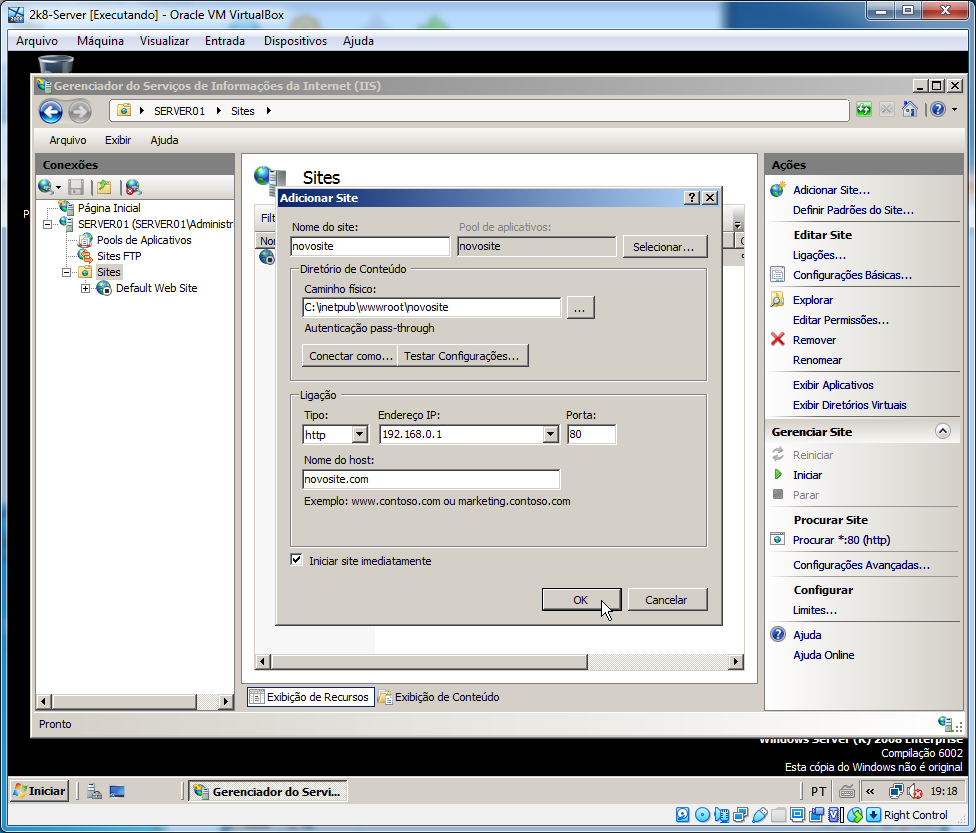 2k8-Server [Executando] - Oracle VM VirtualBox
Arquivo Máquina Visualizar Entrada Dispositivos Ajuda
Gerenciador do Serviços de Informações da Internet (IIS)
SERVER01 Sites
Arquivo Exibir Ajuda
Conexões
Página Inicial
SERVER01 (SERVER01\Administr
Pools de Aplicativos
Sites FTP
Sites
Default Web Site
Sites
Filt
Adicionar Site
Nome do site:
Pool de aplicativos:
novosite
novosite
Selecionar...
Diretório de Conteúdo
Caminho físico:
C:\inetpub\wwwroot\novosite
...
Autenticação pass-through
Conectar como...
Testar Configurações...
Ligação
Tipo:
Endereço IP:
Porta:
http
192.168.0.1
80
Nome do host:
novosite.com
Exemplo: www.contoso.com ou marketing.contoso.com
Iniciar site imediatamente
OK
Cancelar
Exibição de Recursos
Exibição de Conteúdo
Ações
Adicionar Site...
Definir Padrões do Site...
Editar Site
Ligações...
Configurações Básicas...
Explorar
Editar Permissões...
Remover
Renomear
Exibir Aplicativos
Exibir Diretórios Virtuais
Gerenciar Site
Reiniciar
Iniciar
Parar
Procurar Site
Procurar *:80 (http)
Configurações Avançadas...
Configurar
Limites...
Ajuda
Ajuda Online
Pronto
Windows Server (R) 2008 Enterprise
Compilação 6002
Esta cópia do Windows não é original
Iniciar
Gerenciador do Servi...
PT
«
19:18
Right Control